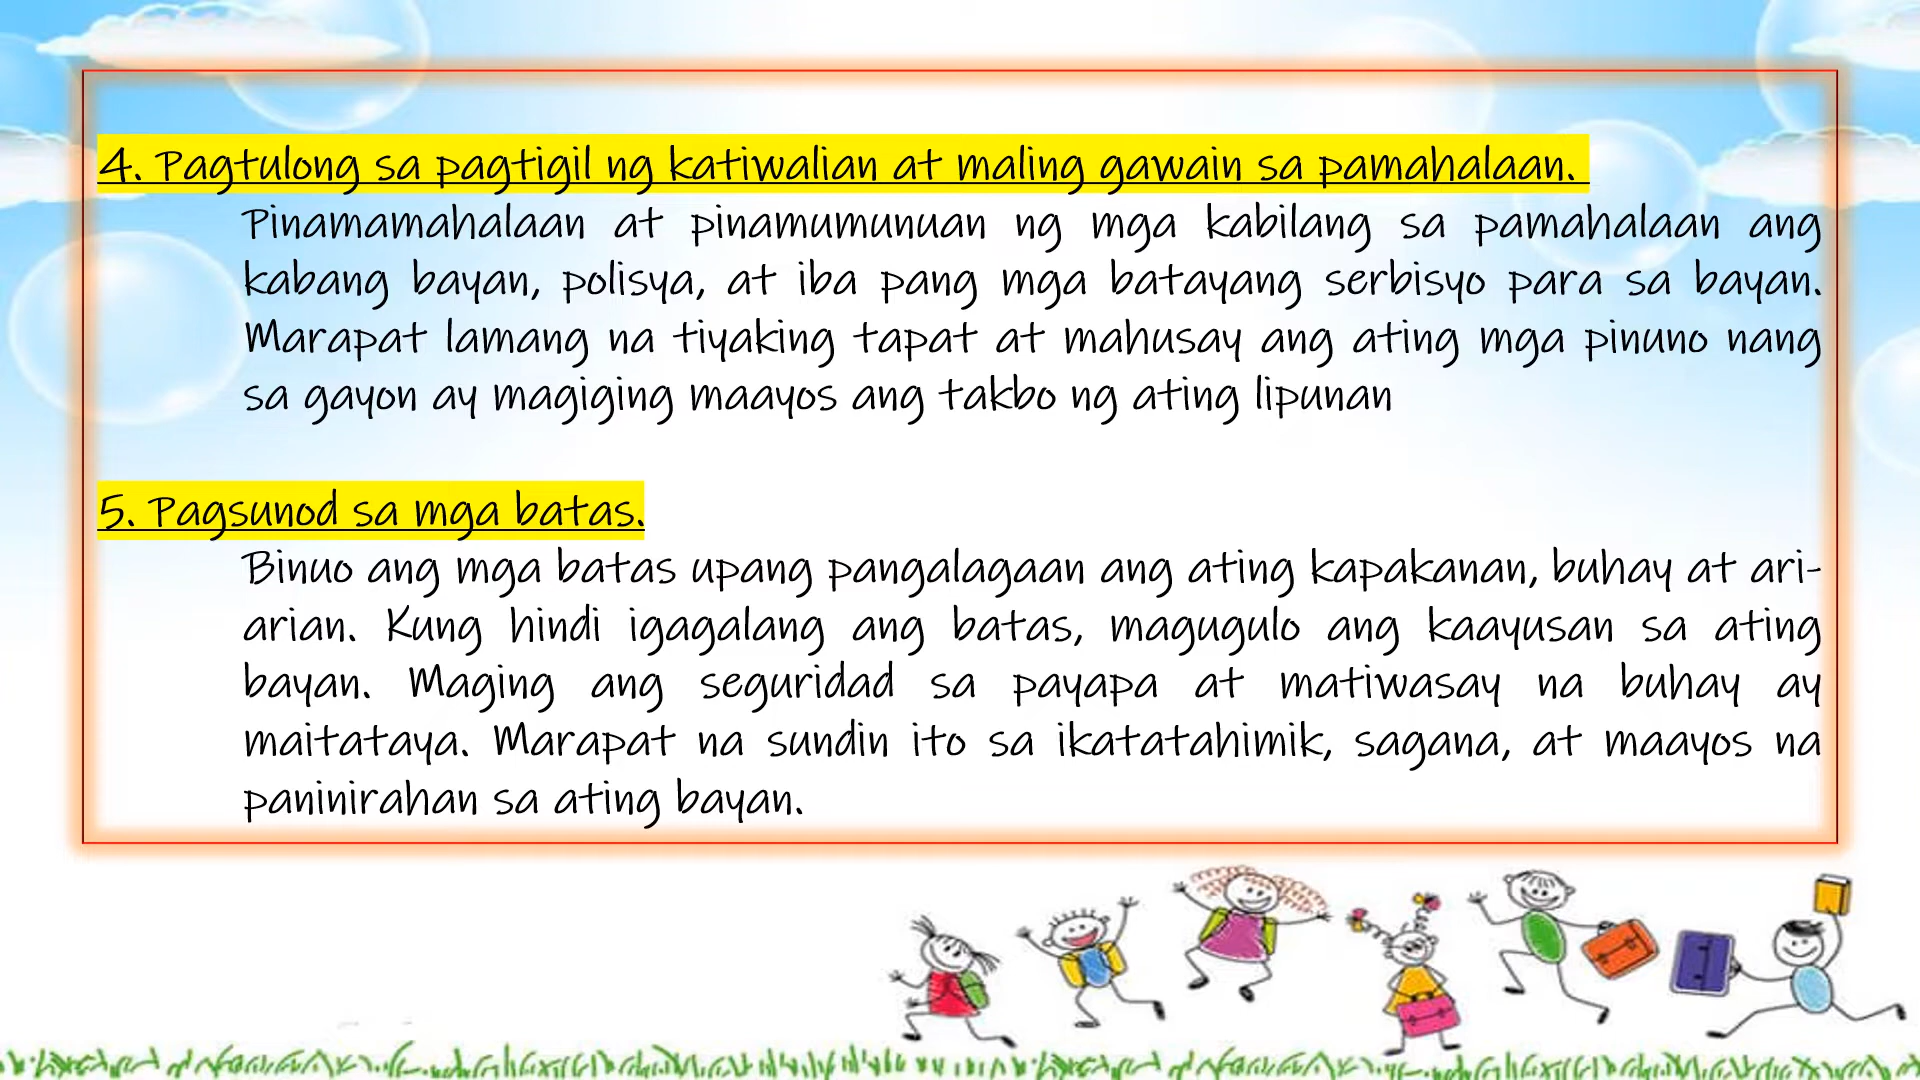 4. Pagtulong sa pagtigil ng katiwalian at maling gawain sa pamahalaan.
Pinamamahalaan at pinamumunuan ng mga kabilang sa pamahalaan ang
kabang bayan, polisya, at iba pang mga batayang serbisyo para sa bayan.
Marapat lamang na tiyaking tapat at mahusay ang ating mga pinuno nang
sa gayon ay magiging maayos ang takbo ng ating lipunan
5. Pagsunod sa mga batas.
Binuo ang mga batas upang pangalagaan ang ating kapakanan, buhay at ari-
arian. Kung hindi igagalang ang batas, magugulo ang kaayusan sa ating
bayan. Maging ang seguridad sa payapa at matiwasay na buhay ay
maitataya. Marapat na sundin ito sa ikatatahimik, sagana, at maayos na
paninirahan sa ating bayan.